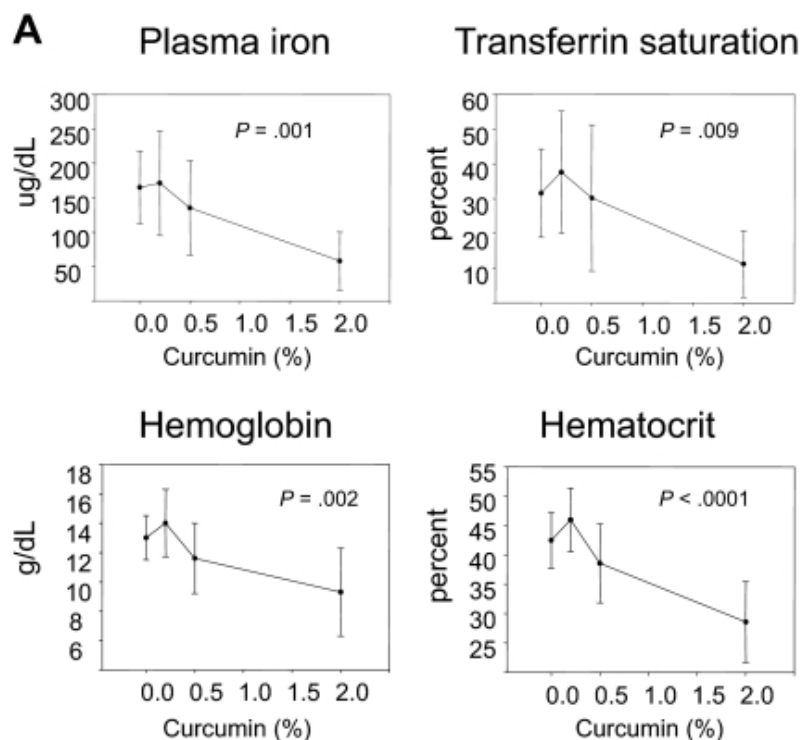 A
Plasma iron
Transferrin saturation
300
250
200
150
100
50
ug/dL
P = .001
0.0 0.5 1.0 1.5 2.0
Curcumin (%)
60
50
40
30
20
10
percent
P = .009
0.0 0.5 1.0 1.5 2.0
Curcumin (%)
Hemoglobin
Hematocrit
18
16
14
12
10
8
6
g/dL
P = .002
0.0 0.5 1.0 1.5 2.0
Curcumin (%)
55
50
45
40
35
30
25
percent
P < .0001
0.0 0.5 1.0 1.5 2.0
Curcumin (%)